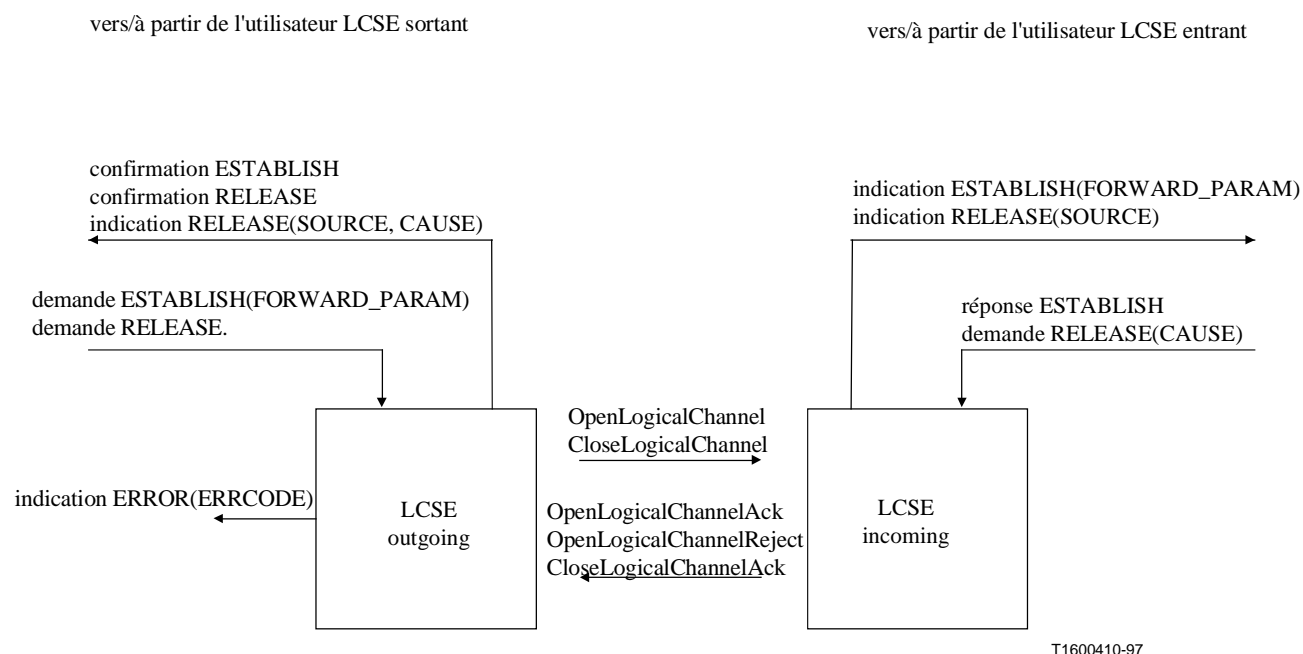 vers/à partir de l'utilisateur LCSE sortant
vers/à partir de l'utilisateur LCSE entrant
confirmation ESTABLISH
confirmation RELEASE
indication RELEASE(SOURCE, CAUSE)
indication ESTABLISH(FORWARD_PARAM)
indication RELEASE(SOURCE)
demande ESTABLISH(FORWARD_PARAM)
demande RELEASE.
réponse ESTABLISH
demande RELEASE(CAUSE)
OpenLogicalChannel
CloseLogicalChannel
indication ERROR(ERRCODE)
LCSE
outgoing
OpenLogicalChannelAck
OpenLogicalChannelReject
CloseLogicalChannelAck
LCSE
incoming
T1600410-97